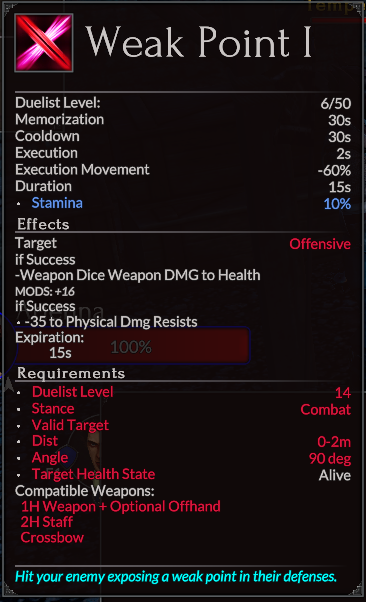 Weak Point I
Duelist Level: 6/50
Memorization 30s
Cooldown 30s
Execution 2s
Execution Movement -60%
Duration 15s
• Stamina 10%
Effects
Target Offensive
if Success
-Weapon Dice Weapon DMG to Health
MODS: +16
if Success
• -35 to Physical Dmg Resists
Expiration:
15s
100%
Requirements
• Duelist Level 14
• Stance Combat
• Valid Target
• Dist 0-2m
• Angle 90 deg
• Target Health State Alive
Compatible Weapons:
1H Weapon + Optional Offhand
2H Staff
Crossbow
Hit your enemy exposing a weak point in their defenses.